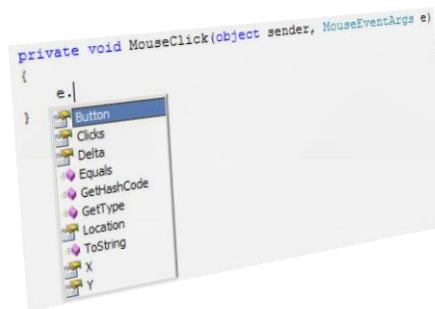 private void MouseClick(object sender, MouseEventArgs e)
{
e.
}
Button
Clicks
Delta
Equals
GetHashCode
GetType
Location
ToString
X
Y